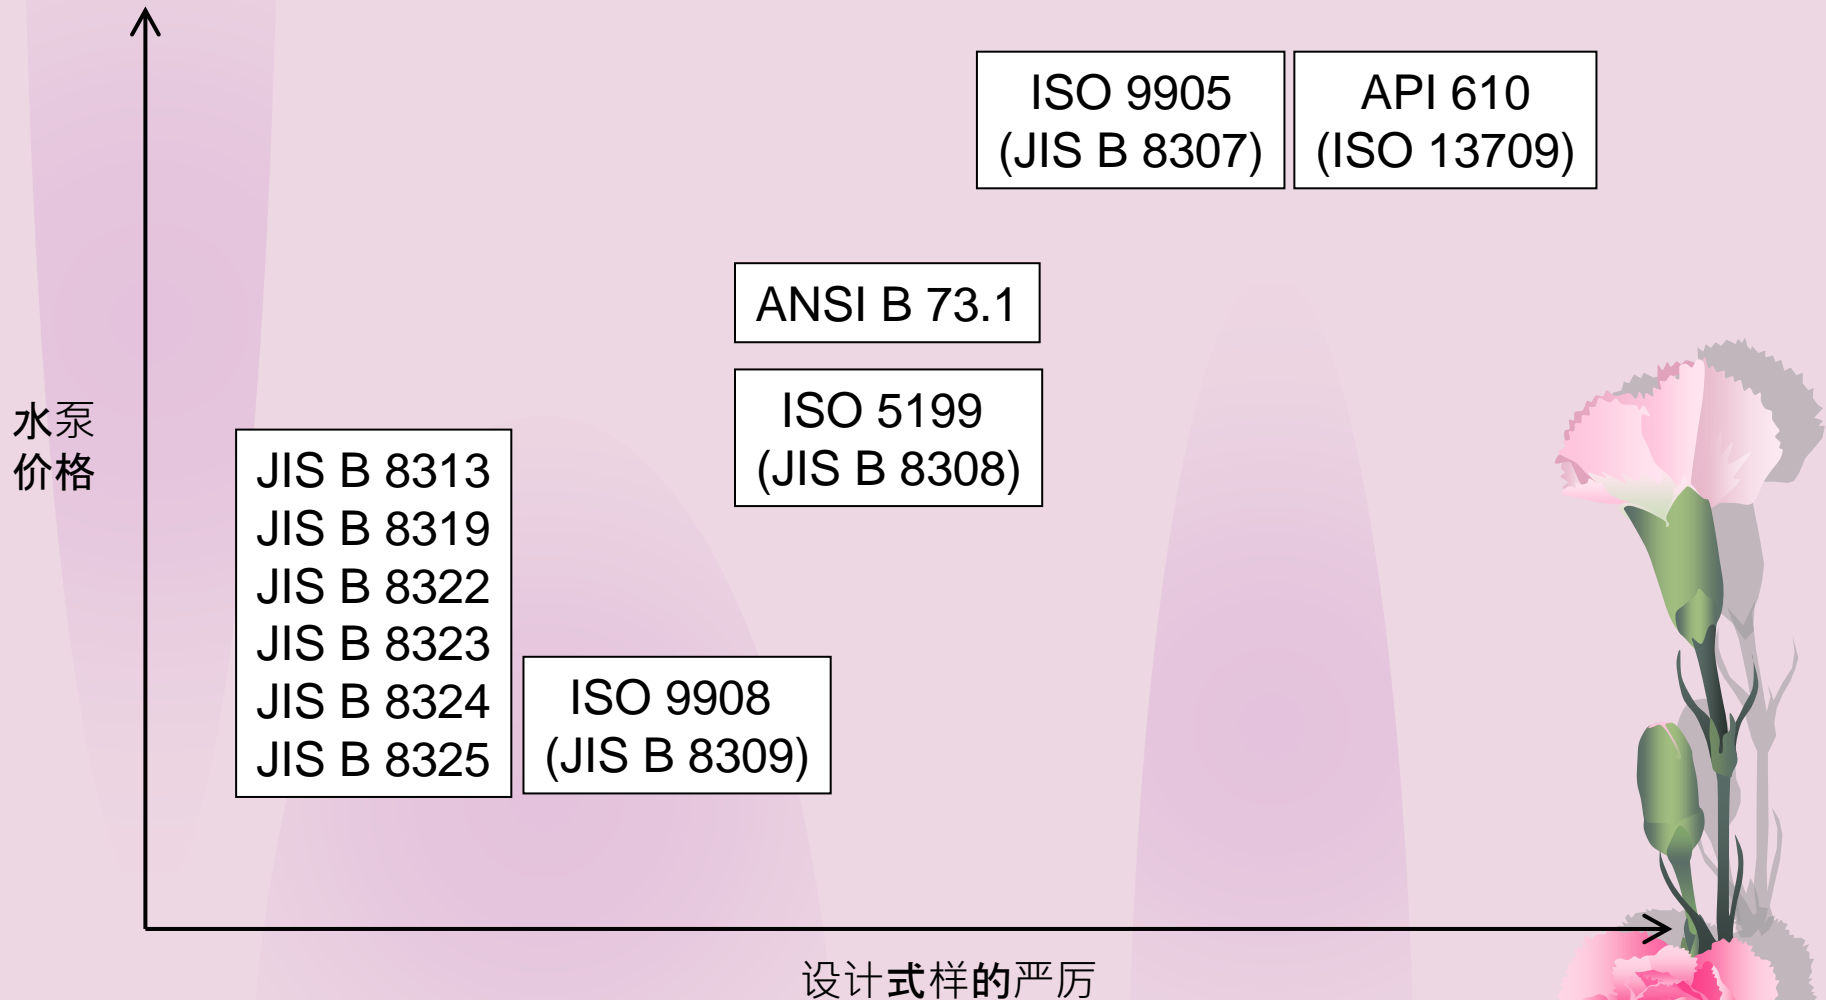 ISO 9905
(JIS B 8307)
API 610
(ISO 13709)
ANSI B 73.1
ISO 5199
(JIS B 8308)
水泵
价格
JIS B 8313
JIS B 8319
JIS B 8322
JIS B 8323
JIS B 8324
JIS B 8325
ISO 9908
(JIS B 8309)
设计式样的严厉